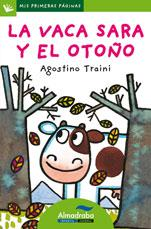 MIS PRIMERAS PÁGINAS
LA VACA SARA
Y EL OTOÑO
Agostino Traini
Almadraba